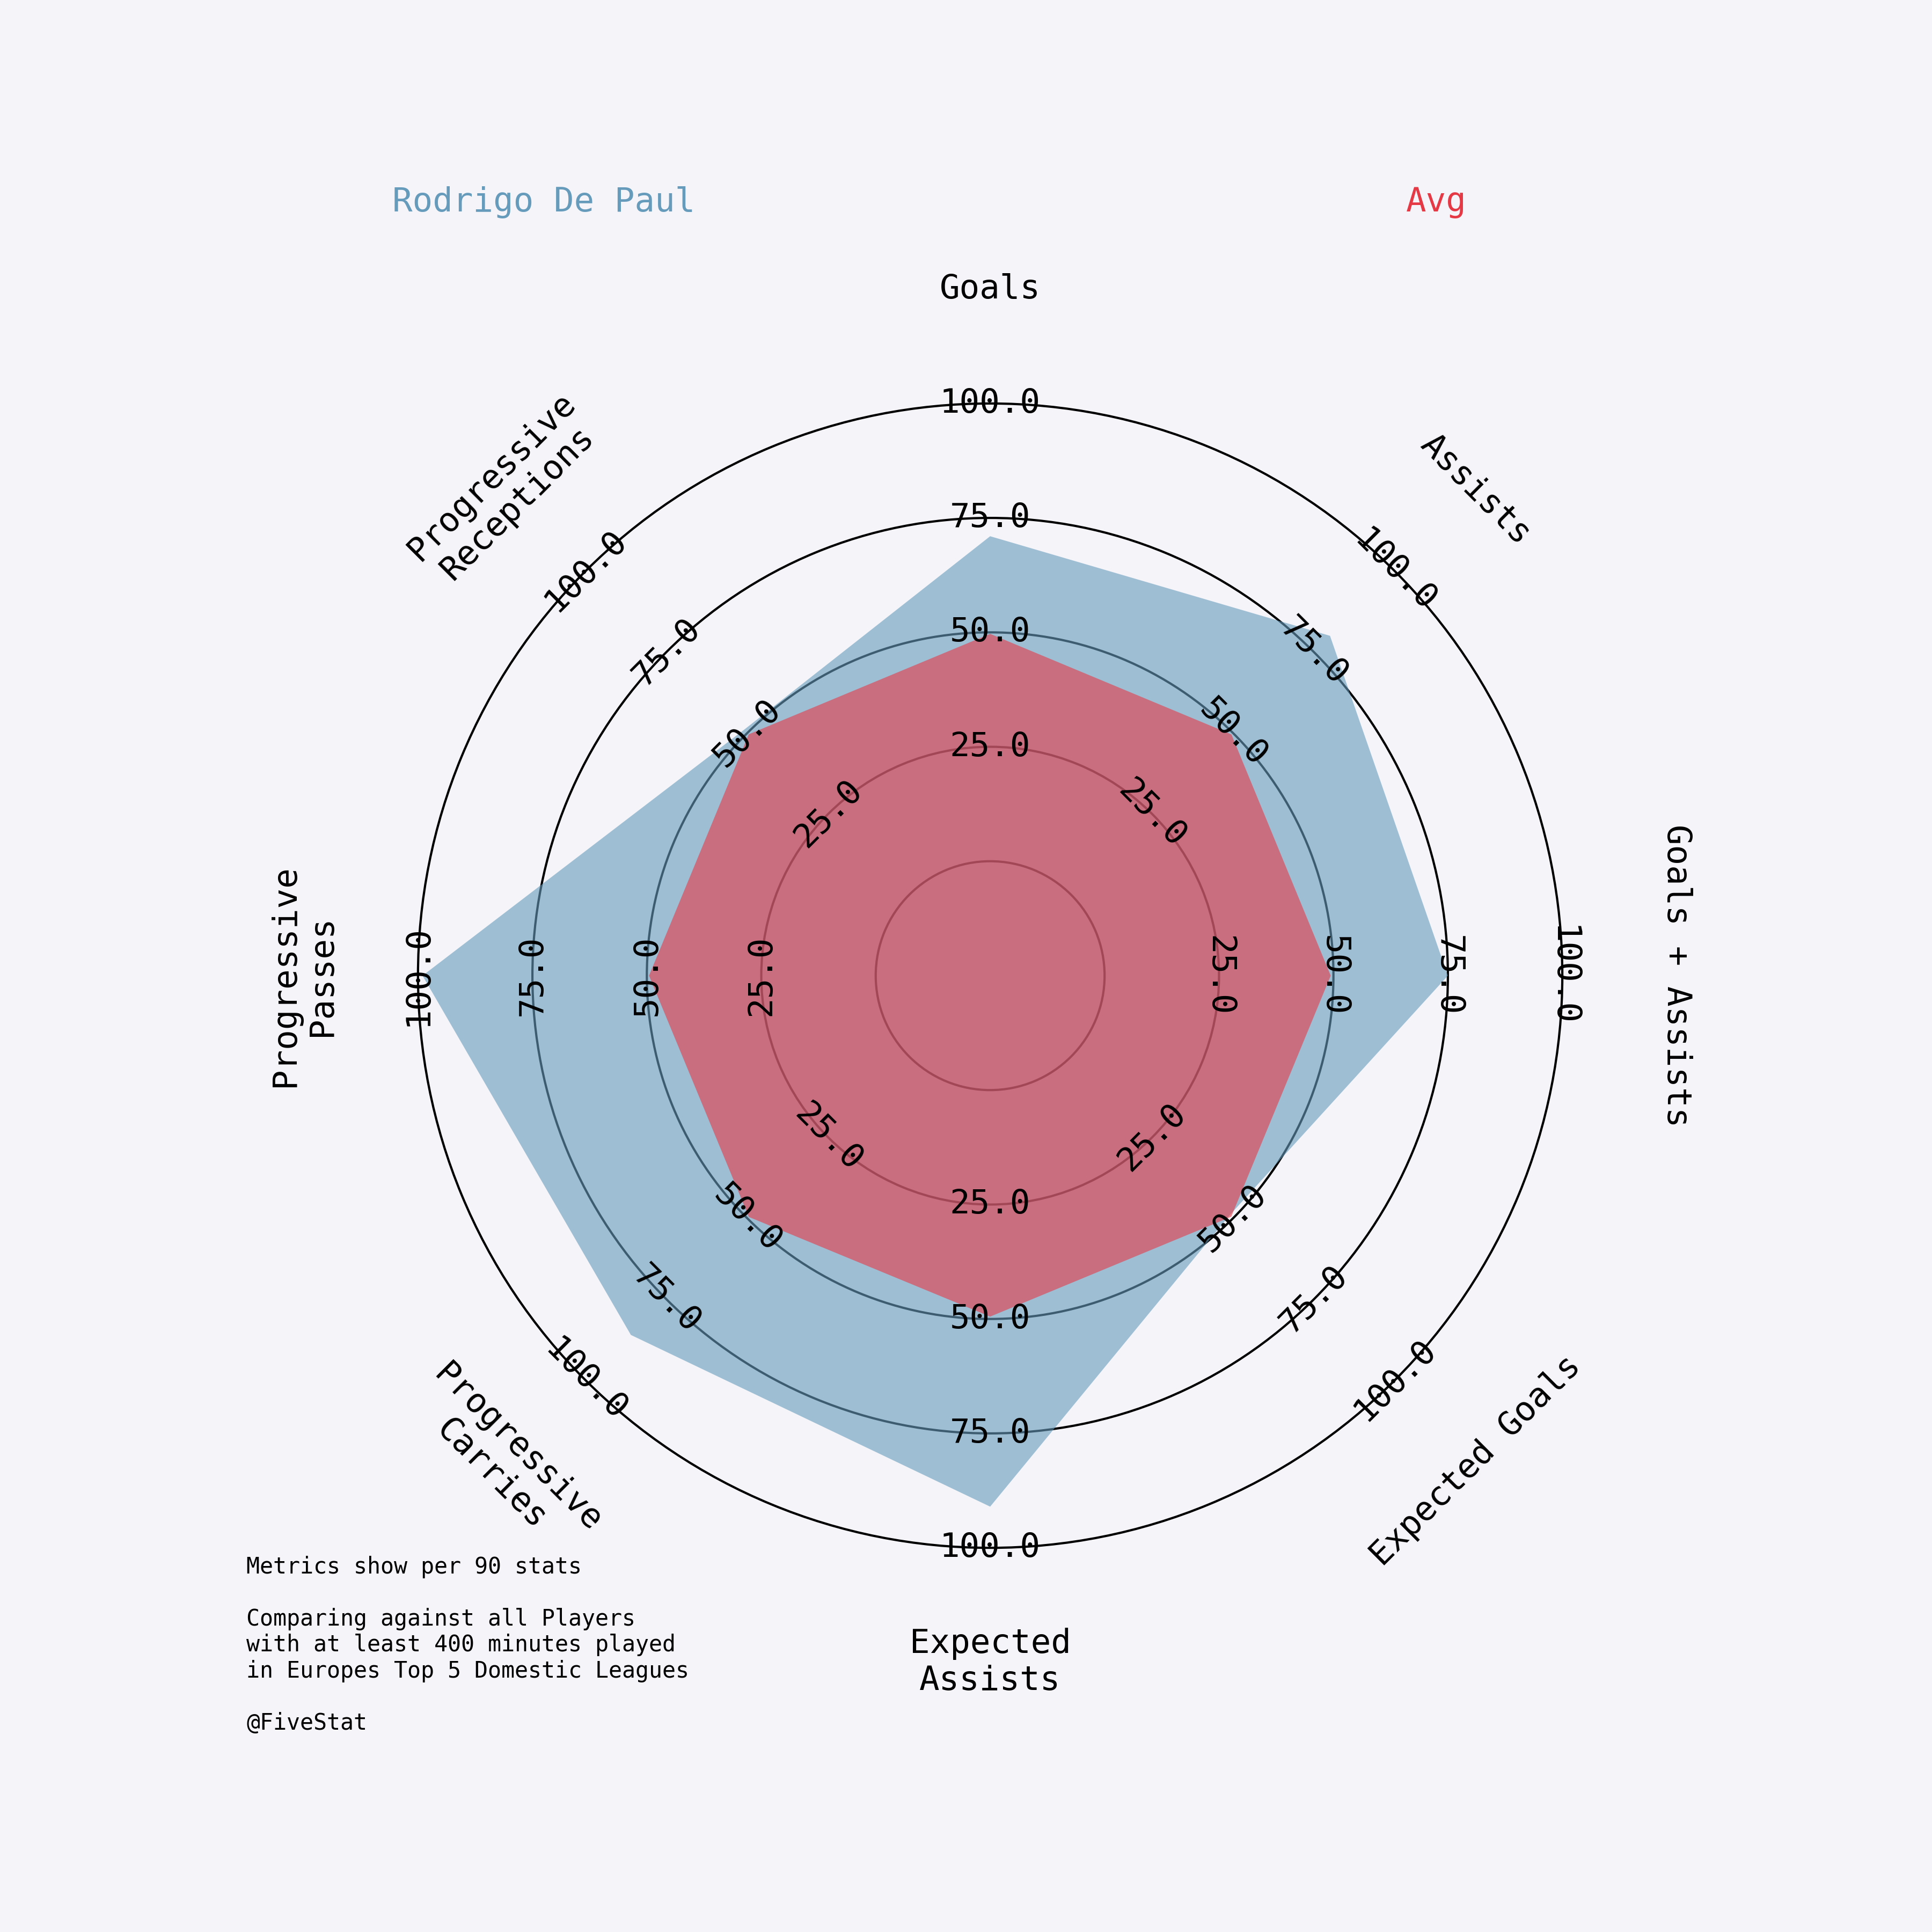 Rodrigo De Paul
Avg
Goals
Assists
Goals + Assists
Expected Goals
Expected
Assists
Progressive
Carries
Progressive
Passes
Progressive
Receptions
25.0
50.0
75.0
100.0
25.0
50.0
75.0
100.0
25.0
50.0
75.0
100.0
25.0
50.0
75.0
100.0
25.0
50.0
75.0
100.0
25.0
50.0
75.0
100.0
25.0
50.0
75.0
100.0
25.0
50.0
75.0
100.0
Metrics show per 90 stats
Comparing against all Players
with at least 400 minutes played
in Europes Top 5 Domestic Leagues
@FiveStat